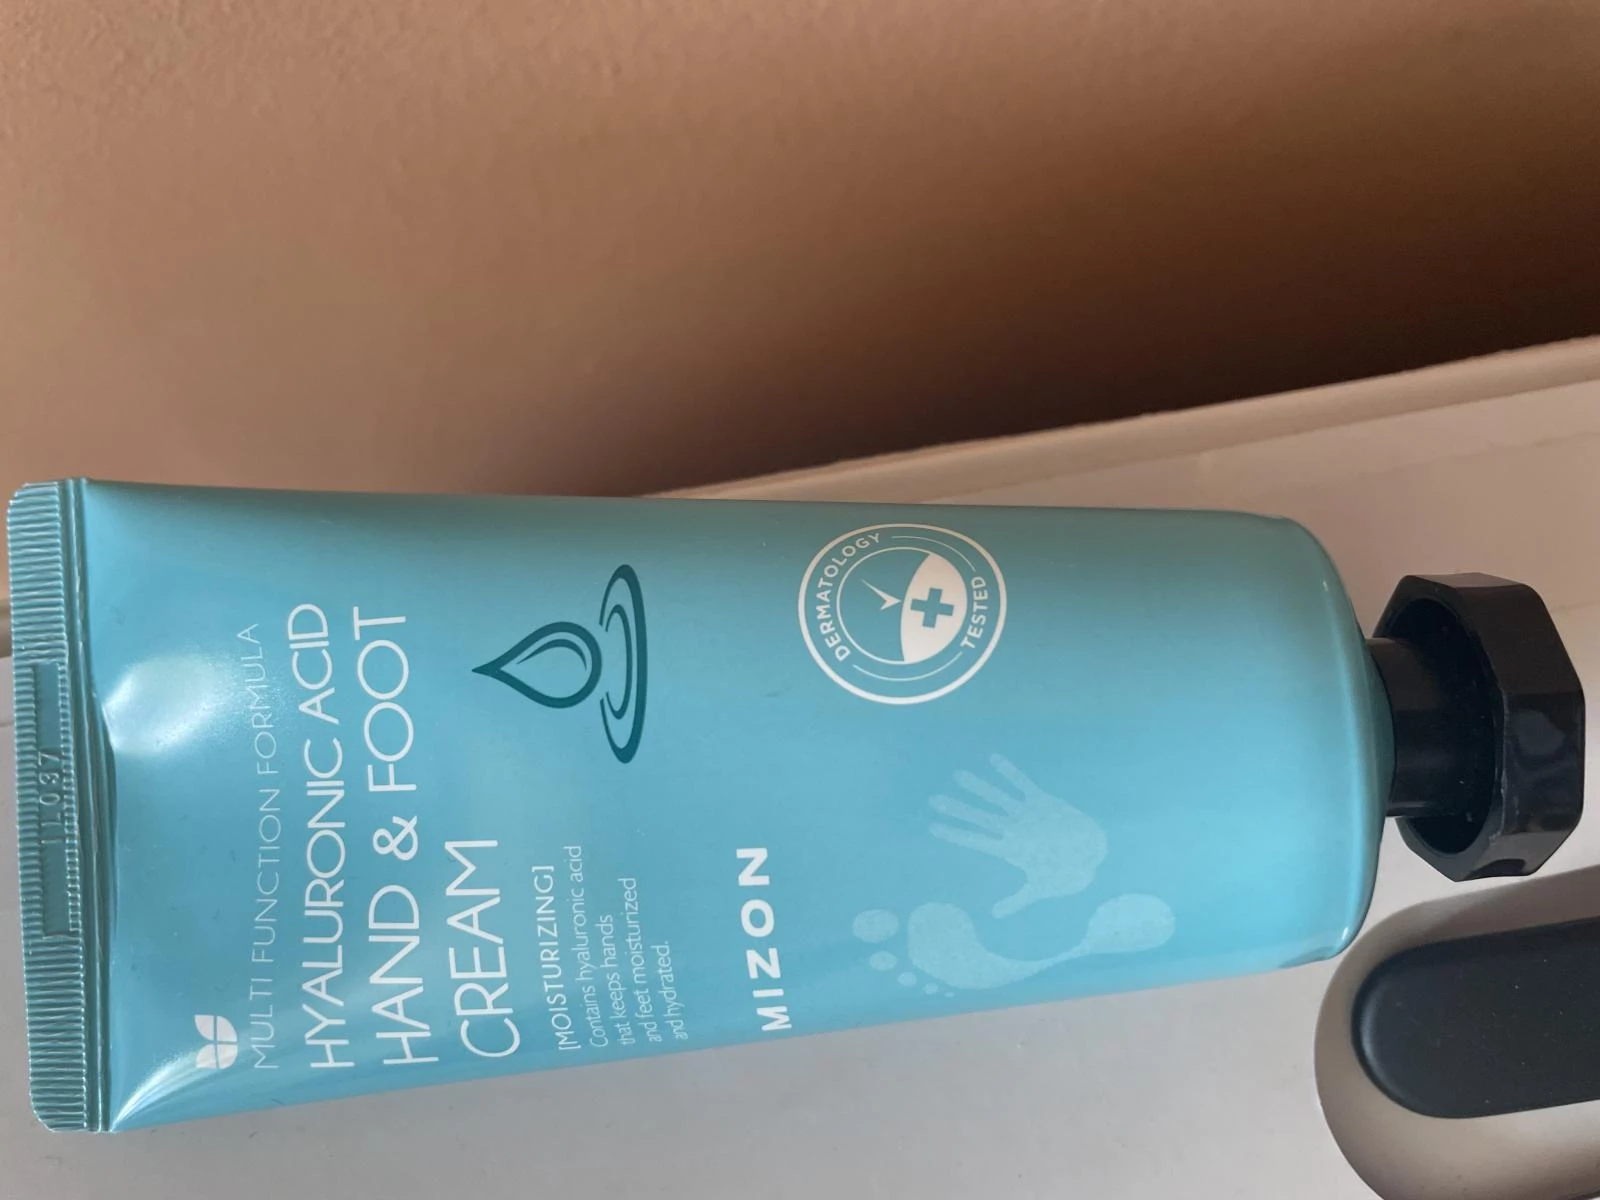 1L037
MULTI FUNCTION FORMULA
HYALURONIC ACID
HAND & FOOT
CREAM
[MOISTURIZING]
Contains hyaluronic acid
that keeps hands
and feet moisturized
and hydrated.
MIZON
DERMATOLOGY
TESTED